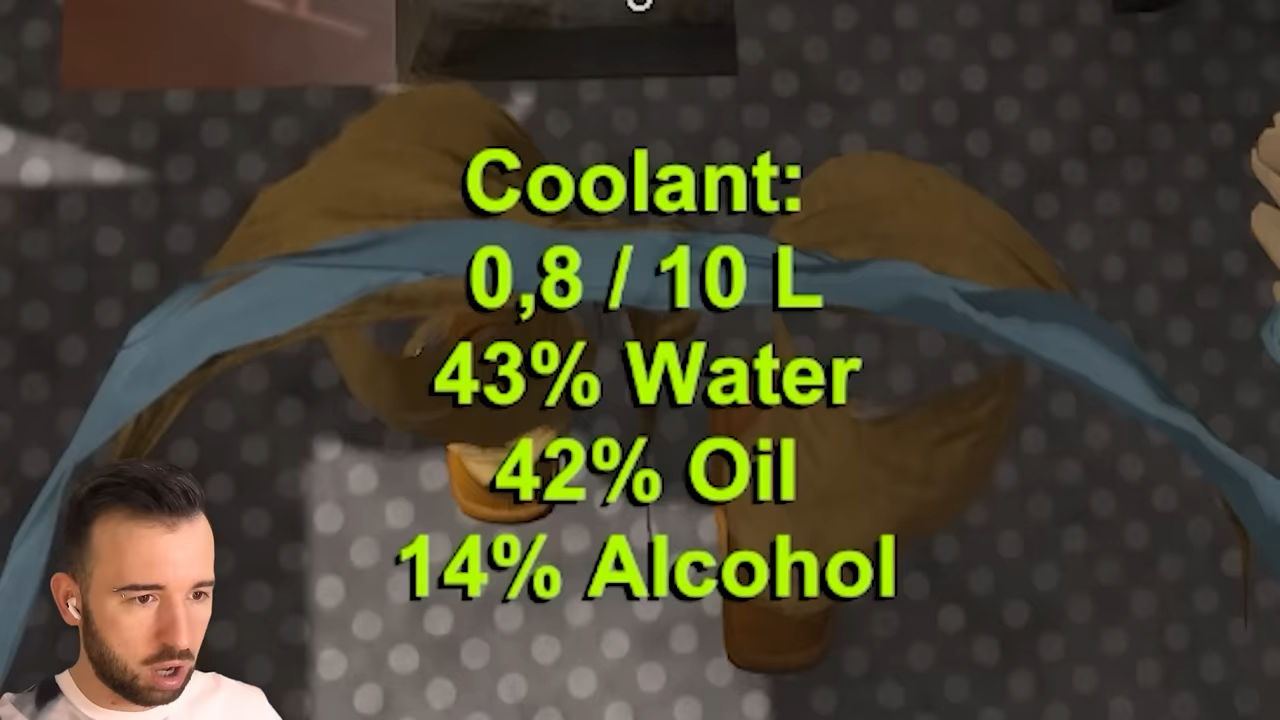 Coolant:
0,8 / 10 L
43% Water
42% Oil
14% Alcohol